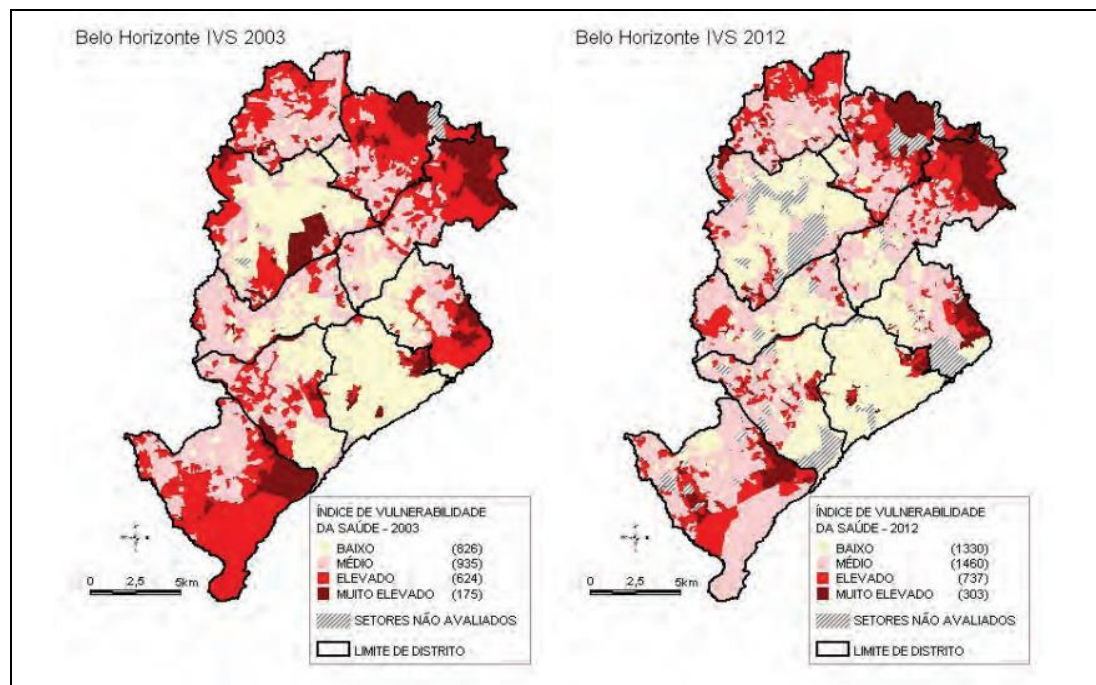 Belo Horizonte IVS 2003
Belo Horizonte IVS 2012
ÍNDICE DE VULNERABILIDADE
DA SAÚDE - 2003
BAIXO (826)
MÉDIO (935)
ELEVADO (624)
MUITO ELEVADO (175)
SETORES NÃO AVALIADOS
LIMITE DE DISTRITO
0 2,5 5km
ÍNDICE DE VULNERABILIDADE
DA SAÚDE - 2012
BAIXO (1330)
MÉDIO (1460)
ELEVADO (737)
MUITO ELEVADO (303)
SETORES NÃO AVALIADOS
LIMITE DE DISTRITO
0 2,5 5km